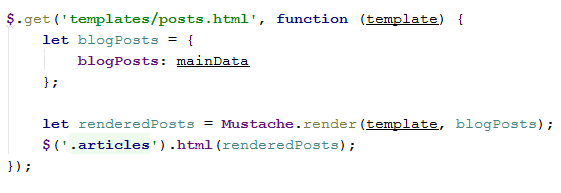 $.get('templates/posts.html', function (template) {
    let blogPosts = {
        blogPosts: mainData
    };

    let renderedPosts = Mustache.render(template, blogPosts);
    $('.articles').html(renderedPosts);
});